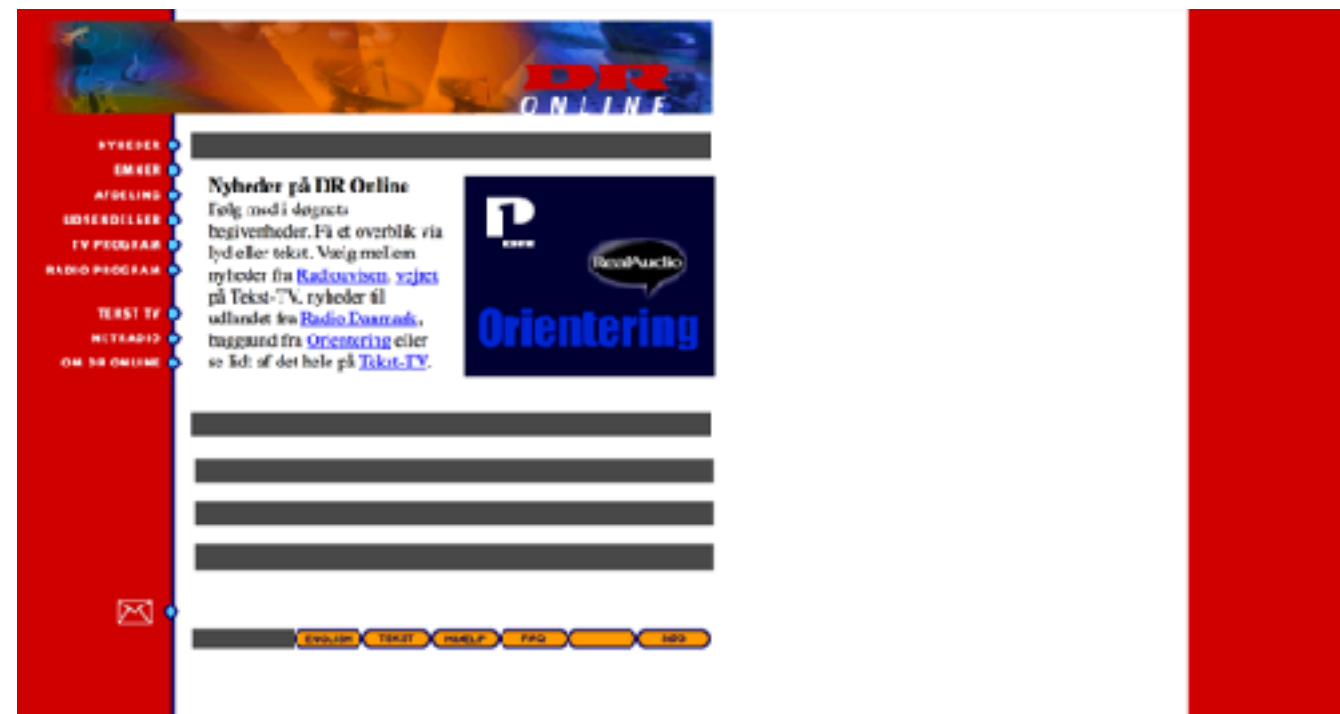 DR
ONLINE
NYHEDER
EMNER
AFDELING
UDSENDELSER
TV PROGRAM
RADIO PROGRAM
TEKST TV
NETRADIO
OM DR ONLINE
Nyheder på DR Online
Følg med i døgnets
begivenheder. Få et overblik via
lyd eller tekst. Vælg mellem
nyheder fra Radioavisen, vejret
på Tekst-TV, nyheder til
udlandet fra Radio Danmark,
baggrund fra Orientering eller
se lidt af det hele på Tekst-TV.
P1
DR
RealAudio
Orientering
ENGLISH TEKST HJÆLP FAQ SØG